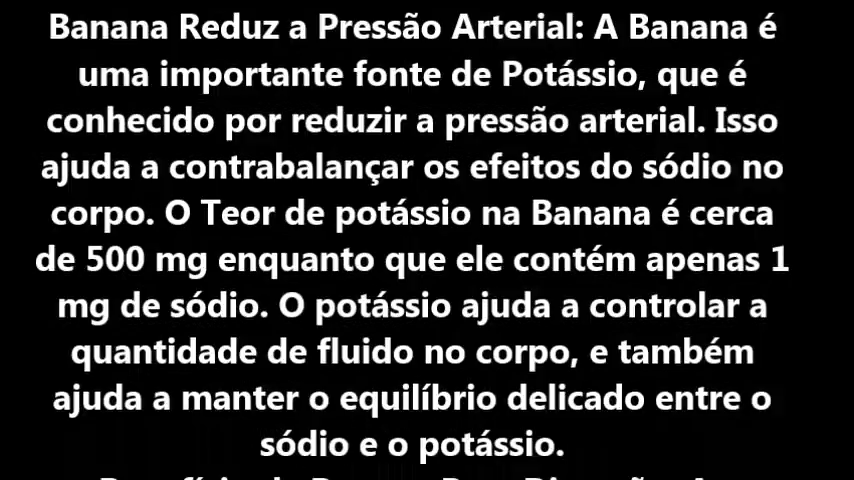 Banana Reduz a Pressão Arterial: A Banana é
uma importante fonte de Potássio, que é
conhecido por reduzir a pressão arterial. Isso
ajuda a contrabalançar os efeitos do sódio no
corpo. O Teor de potássio na Banana é cerca
de 500 mg enquanto que ele contém apenas 1
mg de sódio. O potássio ajuda a controlar a
quantidade de fluido no corpo, e também
ajuda a manter o equilíbrio delicado entre o
sódio e o potássio.